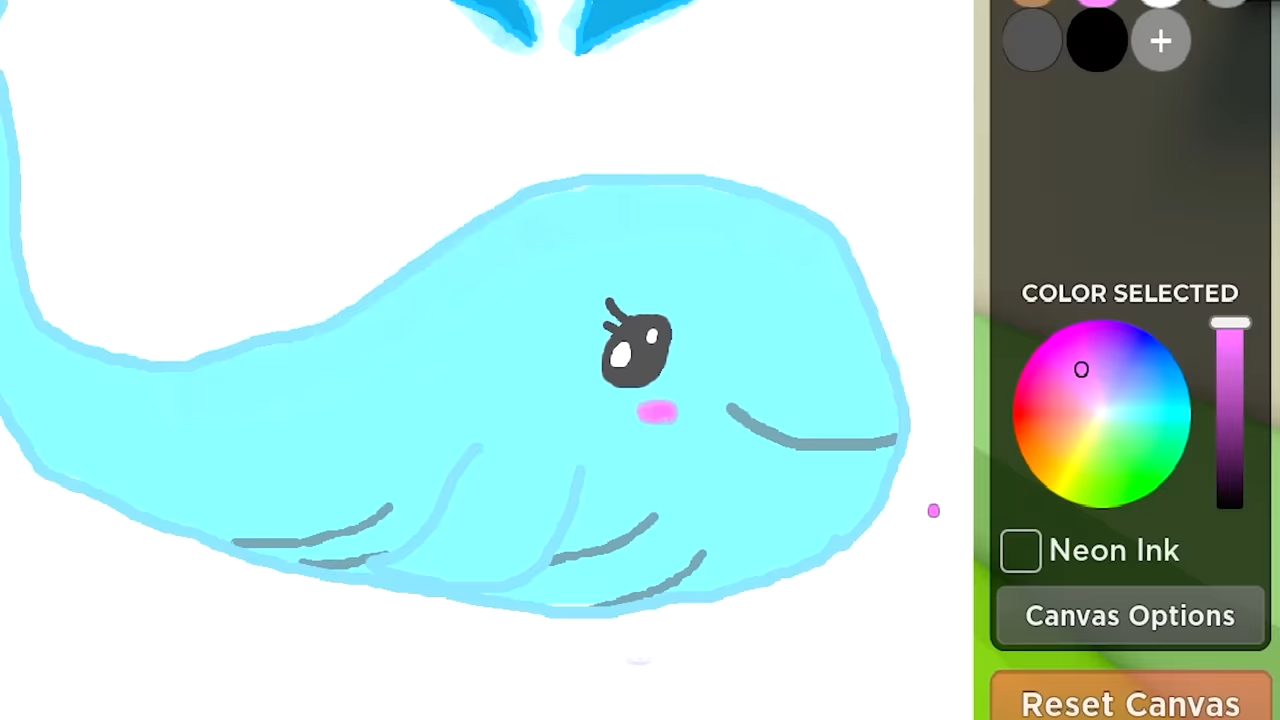 +
COLOR SELECTED
Neon Ink
Canvas Options
Reset Canvas